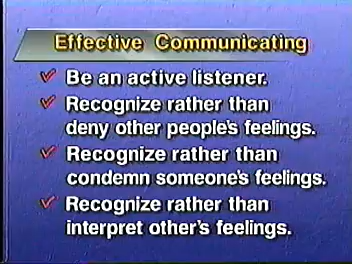 Effective Communicating
Be an active listener.
Recognize rather than
deny other people's feelings.
Recognize rather than
condemn someone's feelings.
Recognize rather than
interpret other's feelings.